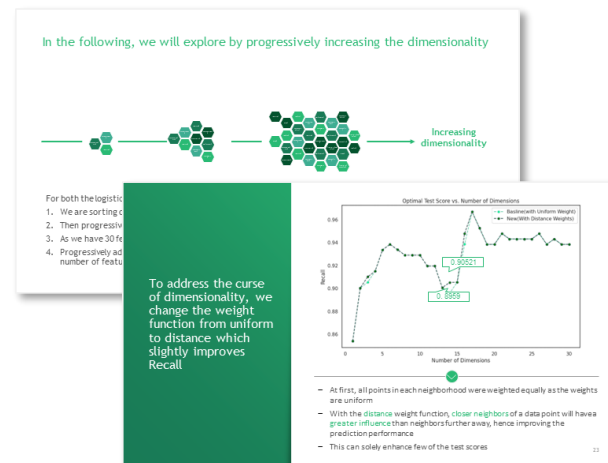 In the following, we will explore by progressively increasing the dimensionality
Increasing
dimensionality
For both the logistic
1. We are sorting
2. Then progressiv
3. As we have 30 fe
4. Progressively ad
number of featu
To address the curse
of dimensionality, we
change the weight
function from uniform
to distance which
slightly improves
Recall
Optimal Test Score vs. Number of Dimensions
Basline(with Uniform Weight)
New(With Distance Weights)
0.96
0.94
0.92
0.90
0.88
0.86
Recall
0.90521
0.8959
0 5 10 15 20 25 30
Number of Dimensions
– At first, all points in each neighborhood were weighted equally as the weights
are uniform
– With the distance weight function, closer neighbors of a data point will have a
greater influence than neighbors further away, hence improving the
prediction performance
– This can solely enhance few of the test scores